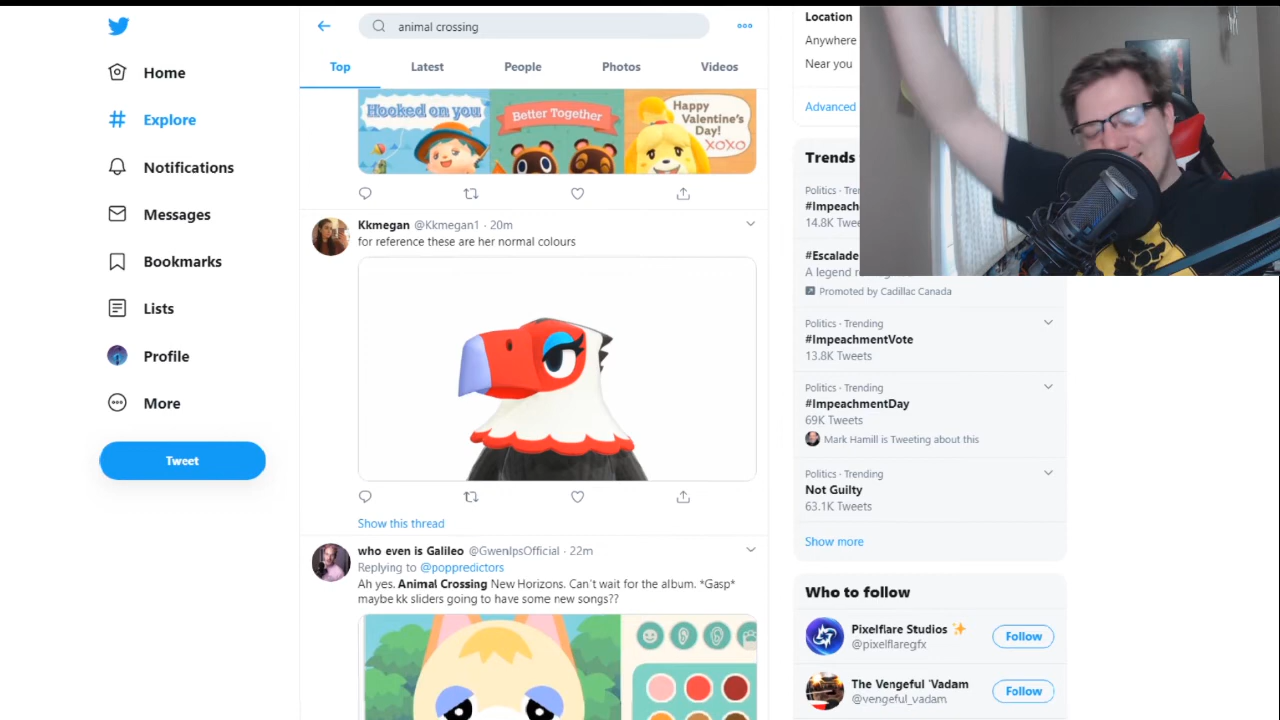 Home
Explore
Notifications
Messages
Bookmarks
Lists
Profile
More
Tweet
animal crossing
Top
Latest
People
Photos
Videos
Hooked on you
Better Together
Happy
Valentine's
Day!
XOXO
Kkmegan @Kkmegan1 · 20m
for reference these are her normal colours
Show this thread
who even is Galileo @GwenIpsOfficial · 22m
Replying to @poppredictors
Ah yes. Animal Crossing New Horizons. Can't wait for the album. *Gasp*
maybe kk sliders going to have some new songs??
Location
Anywhere
Near you
Advanced
Trends
Politics · Tre
#Impeach
14.8K Twe
#Escalade
A legend
Promoted by Cadillac Canada
Politics · Trending
#ImpeachmentVote
13.8K Tweets
Politics · Trending
#ImpeachmentDay
69K Tweets
Mark Hamill is Tweeting about this
Politics · Trending
Not Guilty
63.1K Tweets
Show more
Who to follow
Pixelflare Studios ✨
@pixelflaregfx
Follow
The Vengeful 'Vadam
@vengeful_vadam
Follow